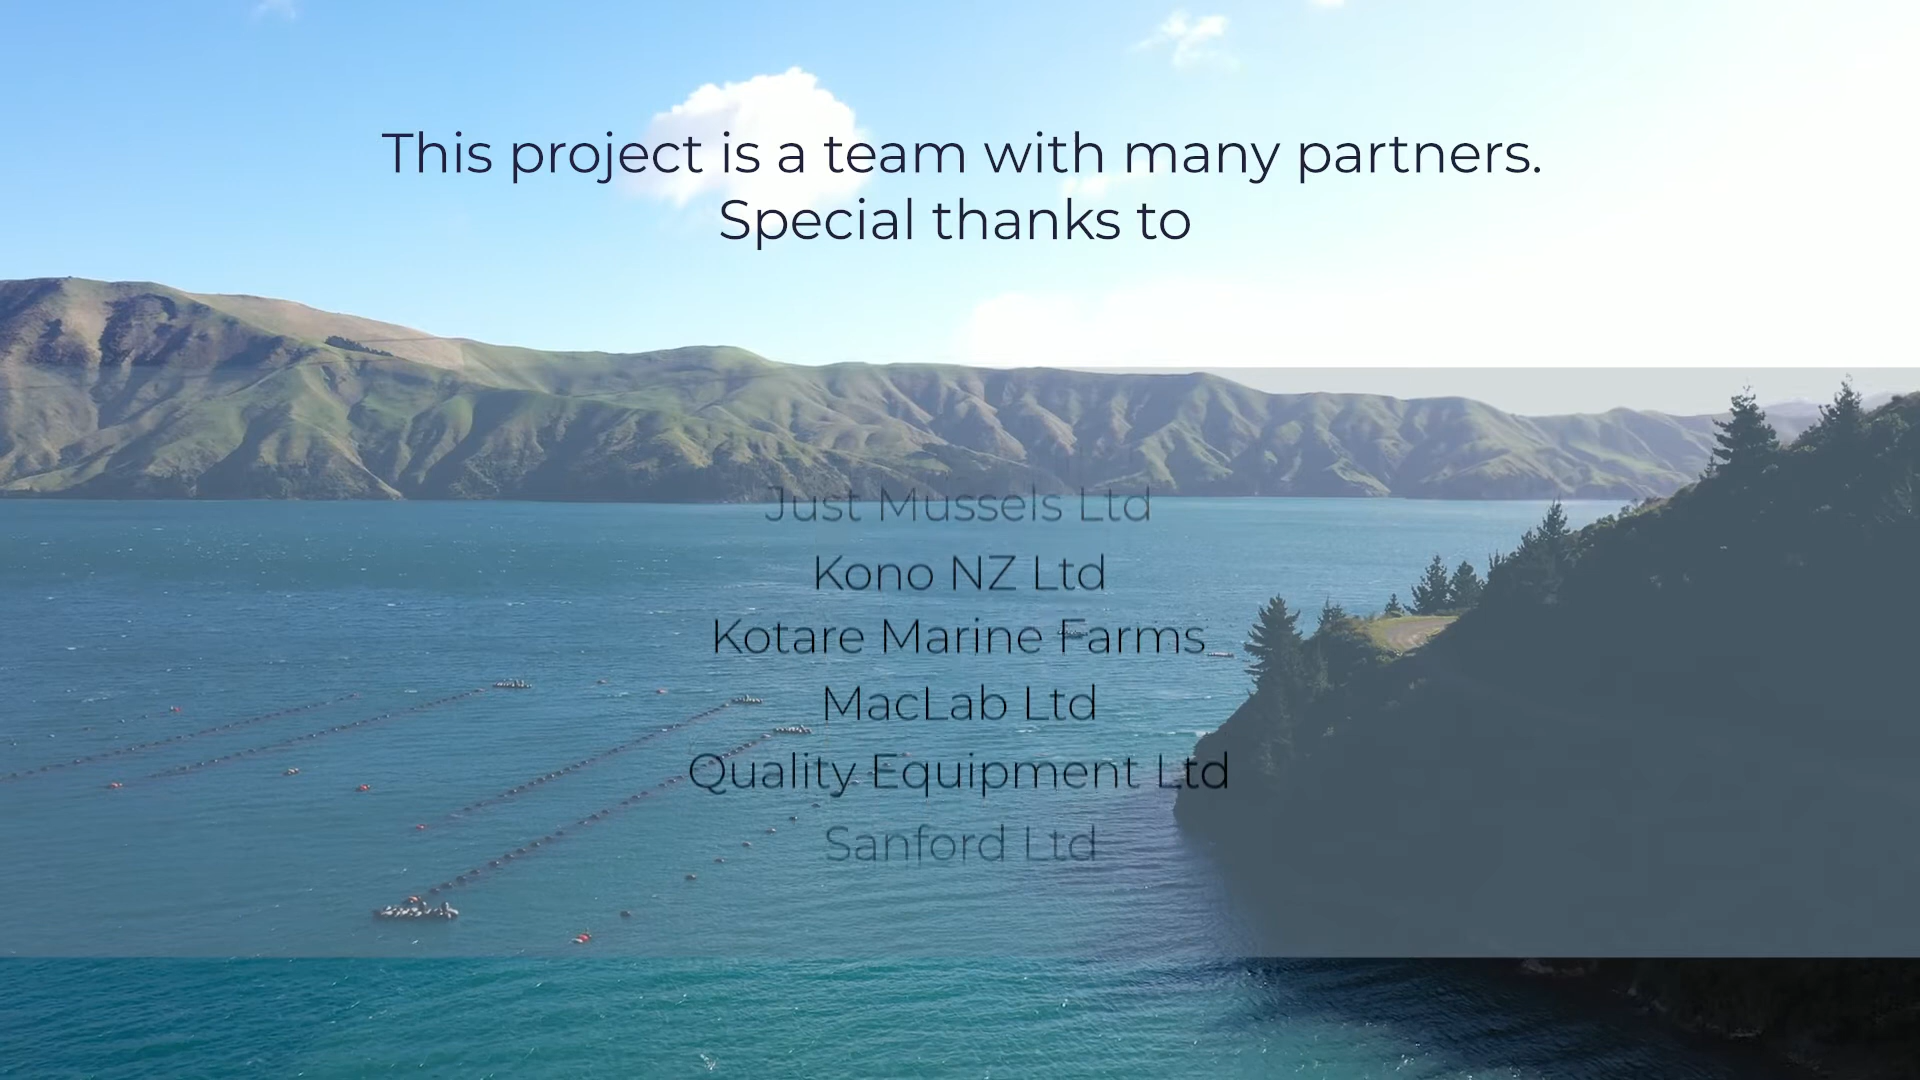 This project is a team with many partners.
Special thanks to
Just Mussels Ltd
Kono NZ Ltd
Kotare Marine Farms
MacLab Ltd
Quality Equipment Ltd
Sanford Ltd